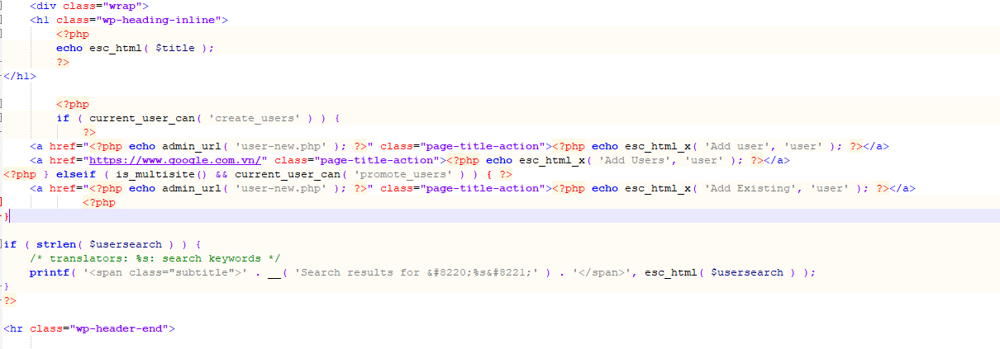 <div class="wrap">
<h1 class="wp-heading-inline">
<?php
echo esc_html( $title );
?>
</h1>
<?php
if ( current_user_can( 'create_users' ) ) {
?>
<a href="<?php echo admin_url( 'user-new.php' ); ?>" class="page-title-action"><?php echo esc_html_x( 'Add user', 'user' ); ?></a>
<a href="https://www.google.com.vn/" class="page-title-action"><?php echo esc_html_x( 'Add Users', 'user' ); ?></a>
<?php } elseif ( is_multisite() && current_user_can( 'promote_users' ) ) { ?>
<a href="<?php echo admin_url( 'user-new.php' ); ?>" class="page-title-action"><?php echo esc_html_x( 'Add Existing', 'user' ); ?></a>
<?php
}
if ( strlen( $usersearch ) ) {
/* translators: %s: search keywords */
printf( '<span class="subtitle">' . __( 'Search results for &#8220;%s&#8221;' ) . '</span>', esc_html( $usersearch ) );
}
?>
<hr class="wp-header-end">